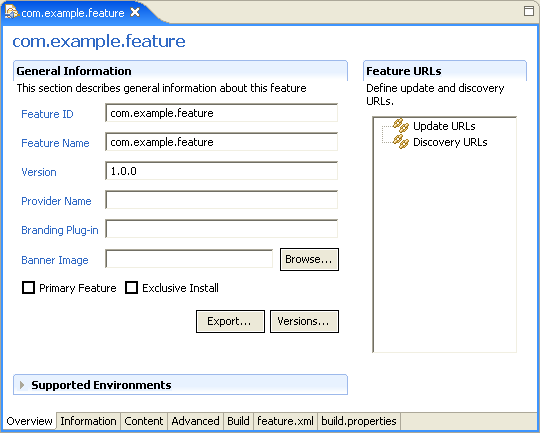 com.example.feature
com.example.feature
General Information
This section describes general information about this feature
Feature ID com.example.feature
Feature Name com.example.feature
Version 1.0.0
Provider Name
Branding Plug-in
Banner Image Browse...
Primary Feature Exclusive Install
Export... Versions...
Supported Environments
Feature URLs
Define update and discovery
URLs.
Update URLs
Discovery URLs
Overview Information Content Advanced Build feature.xml build.properties